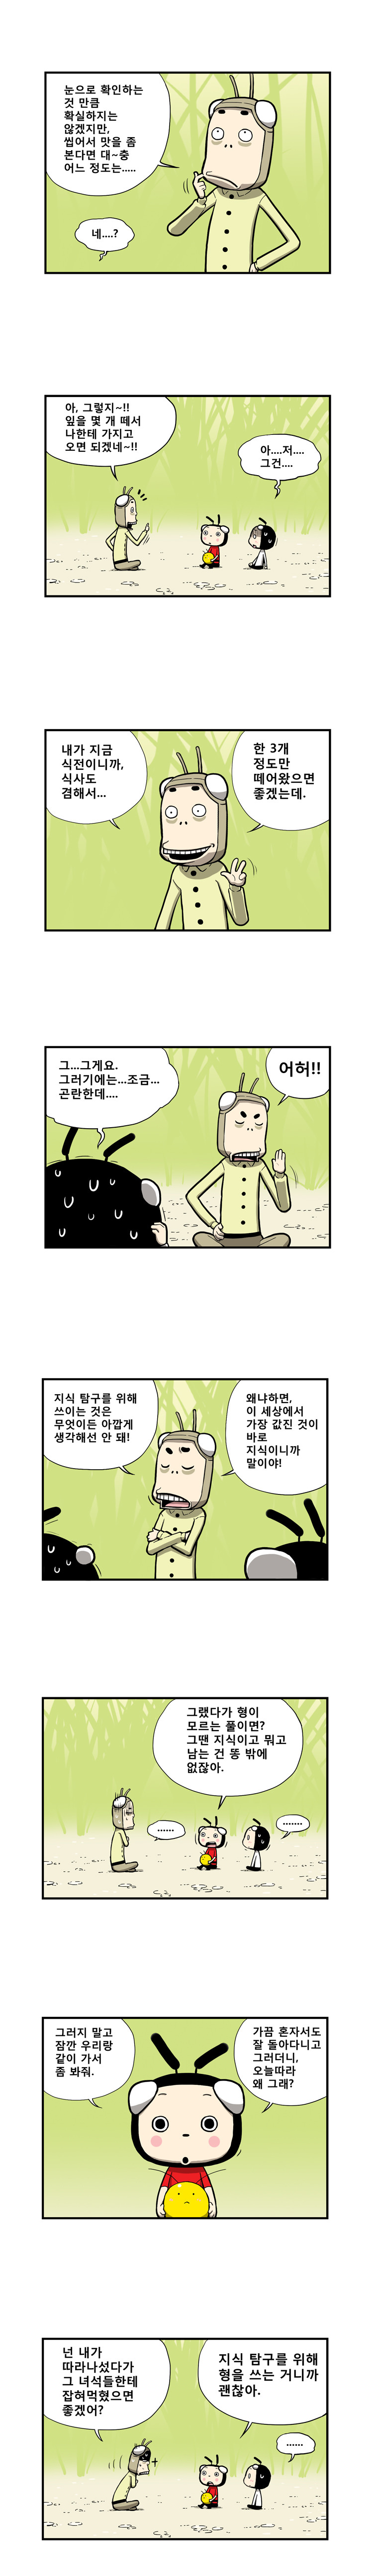 눈으로 확인하는
것 만큼
확실하지는
않겠지만,
씹어서 맛을 좀
본다면 대~충
어느 정도는.....
네....?
아, 그렇지~!!
잎을 몇 개 떼서
나한테 가지고
오면 되겠네~!!
아....저....
그건....
내가 지금
식전이니까,
식사도
겸해서...
한 3개
정도만
떼어왔으면
좋겠는데.
그...그게요.
그러기에는...조금...
곤란한데....
어허!!
지식 탐구를 위해
쓰이는 것은
무엇이든 아깝게
생각해선 안 돼!
왜냐하면,
이 세상에서
가장 값진 것이
바로
지식이니까
말이야!
그랬다가 형이
모르는 풀이면?
그땐 지식이고 뭐고
남는 건 똥 밖에
없잖아.
......
.......
그러지 말고
잠깐 우리랑
같이 가서
좀 봐줘.
가끔 혼자서도
잘 돌아다니고
그러더니,
오늘따라
왜 그래?
넌 내가
따라나섰다가
그 녀석들한테
잡혀먹혔으면
좋겠어?
지식 탐구를 위해
형을 쓰는 거니까
괜찮아.
......